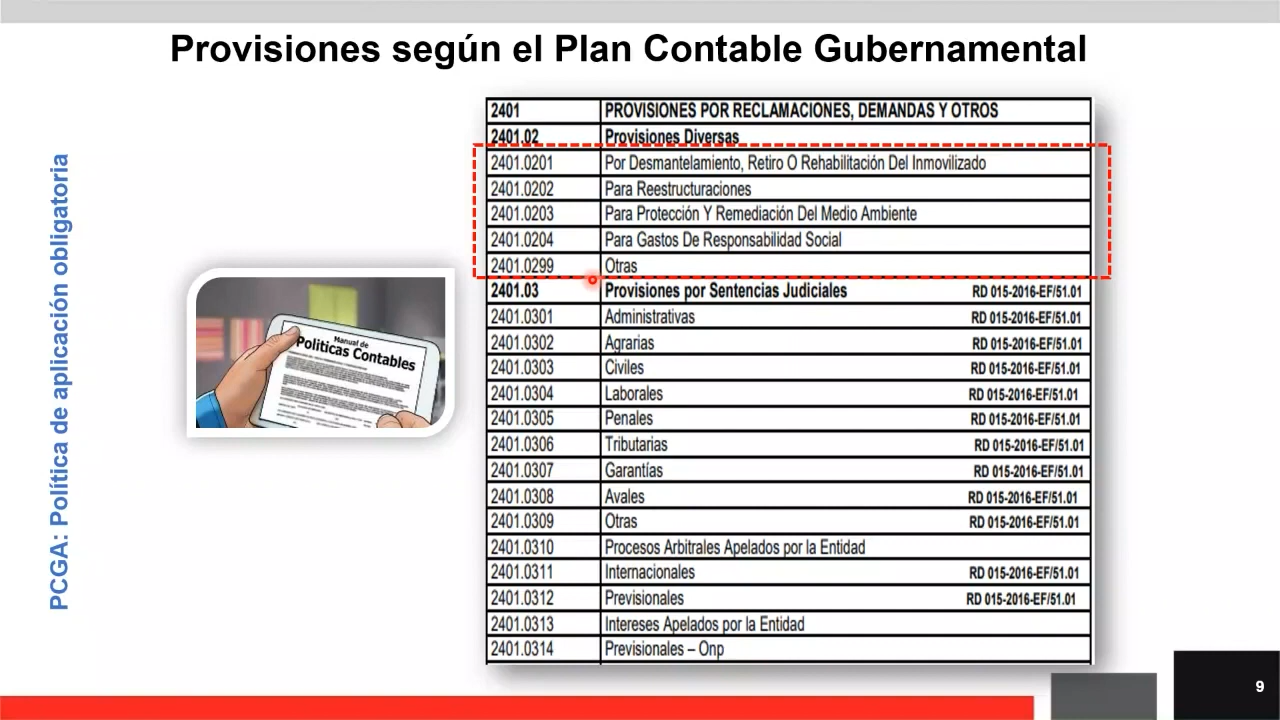 Provisiones según el Plan Contable Gubernamental
PCGA: Política de aplicación obligatoria
Manual de
Políticas Contables
2401 PROVISIONES POR RECLAMACIONES, DEMANDAS Y OTROS
2401.02 Provisiones Diversas
2401.0201 Por Desmantelamiento, Retiro O Rehabilitación Del Inmovilizado
2401.0202 Para Reestructuraciones
2401.0203 Para Protección Y Remediación Del Medio Ambiente
2401.0204 Para Gastos De Responsabilidad Social
2401.0299 Otras
2401.03 Provisiones por Sentencias Judiciales RD 015-2016-EF/51.01
2401.0301 Administrativas RD 015-2016-EF/51.01
2401.0302 Agrarias RD 015-2016-EF/51.01
2401.0303 Civiles RD 015-2016-EF/51.01
2401.0304 Laborales RD 015-2016-EF/51.01
2401.0305 Penales RD 015-2016-EF/51.01
2401.0306 Tributarias RD 015-2016-EF/51.01
2401.0307 Garantías RD 015-2016-EF/51.01
2401.0308 Avales RD 015-2016-EF/51.01
2401.0309 Otras RD 015-2016-EF/51.01
2401.0310 Procesos Arbitrales Apelados por la Entidad
2401.0311 Internacionales RD 015-2016-EF/51.01
2401.0312 Previsionales RD 015-2016-EF/51.01
2401.0313 Intereses Apelados por la Entidad
2401.0314 Previsionales – Onp
9